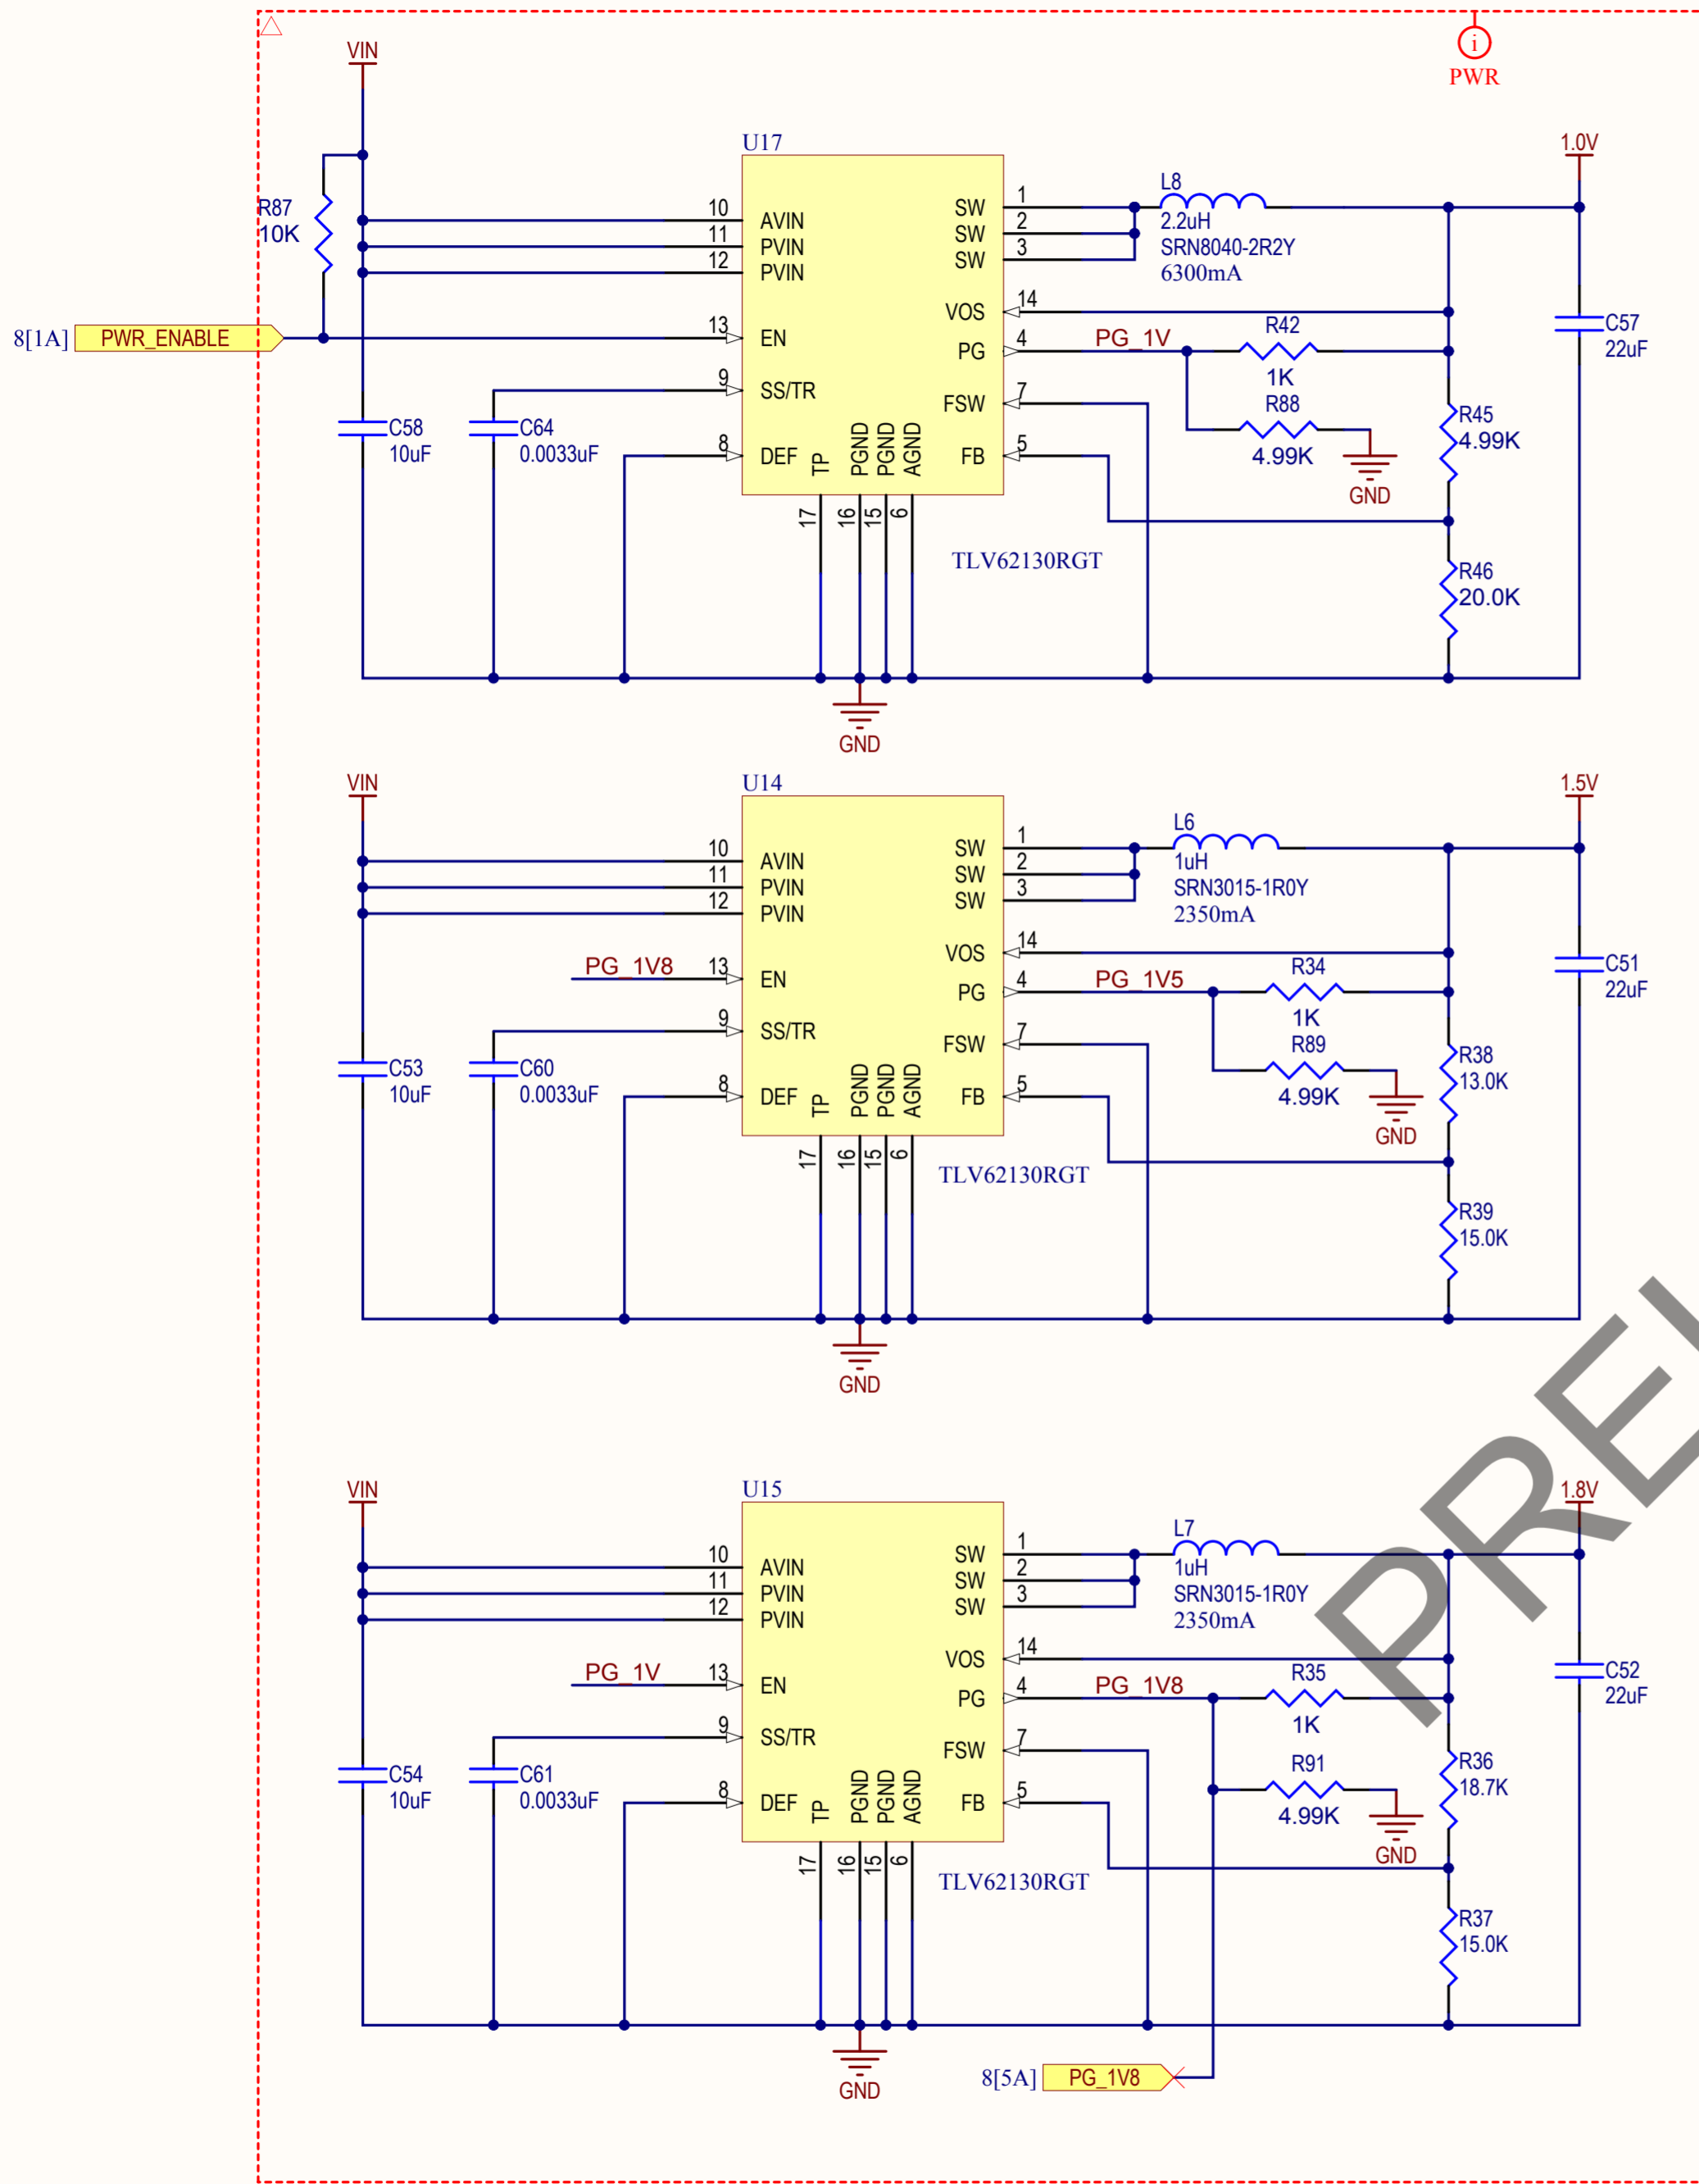 PWR
VIN
U17
1.0V
R87
10K
10
11
12
AVIN
PVIN
PVIN
SW
SW
SW
1
2
3
L8
2.2uH
SRN8040-2R2Y
6300mA
8[1A]
PWR_ENABLE
13
EN
VOS
14
PG
4
PG_1V
R42
1K
C57
22uF
9
SS/TR
FSW
7
R88
4.99K
GND
R45
4.99K
C58
10uF
C64
0.0033uF
8
DEF
TP
PGND
PGND
AGND
FB
5
17
16
15
6
TLV62130RGT
R46
20.0K
GND
VIN
U14
1.5V
10
11
12
AVIN
PVIN
PVIN
SW
SW
SW
1
2
3
L6
1uH
SRN3015-1R0Y
2350mA
PG_1V8
13
EN
VOS
14
PG
4
PG_1V5
R34
1K
C51
22uF
9
SS/TR
FSW
7
R89
4.99K
GND
R38
13.0K
C53
10uF
C60
0.0033uF
8
DEF
TP
PGND
PGND
AGND
FB
5
17
16
15
6
TLV62130RGT
R39
15.0K
GND
VIN
U15
1.8V
10
11
12
AVIN
PVIN
PVIN
SW
SW
SW
1
2
3
L7
1uH
SRN3015-1R0Y
2350mA
PG_1V
13
EN
VOS
14
PG
4
PG_1V8
R35
1K
C52
22uF
9
SS/TR
FSW
7
R91
4.99K
GND
R36
18.7K
C54
10uF
C61
0.0033uF
8
DEF
TP
PGND
PGND
AGND
FB
5
17
16
15
6
TLV62130RGT
R37
15.0K
GND
8[5A]
PG_1V8